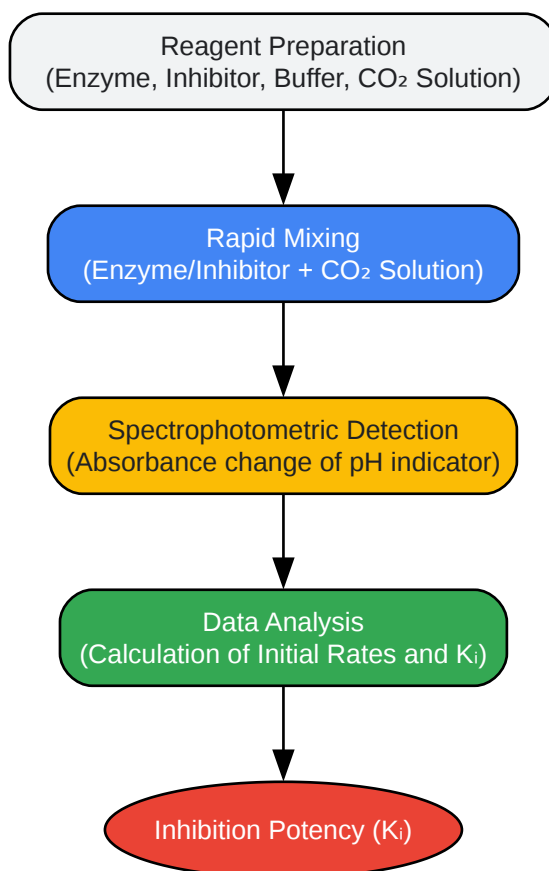 Reagent Preparation
(Enzyme, Inhibitor, Buffer, CO₂ Solution)
Rapid Mixing
(Enzyme/Inhibitor + CO₂ Solution)
Spectrophotometric Detection
(Absorbance change of pH indicator)
Data Analysis
(Calculation of Initial Rates and Kᵢ)
Inhibition Potency (Kᵢ)